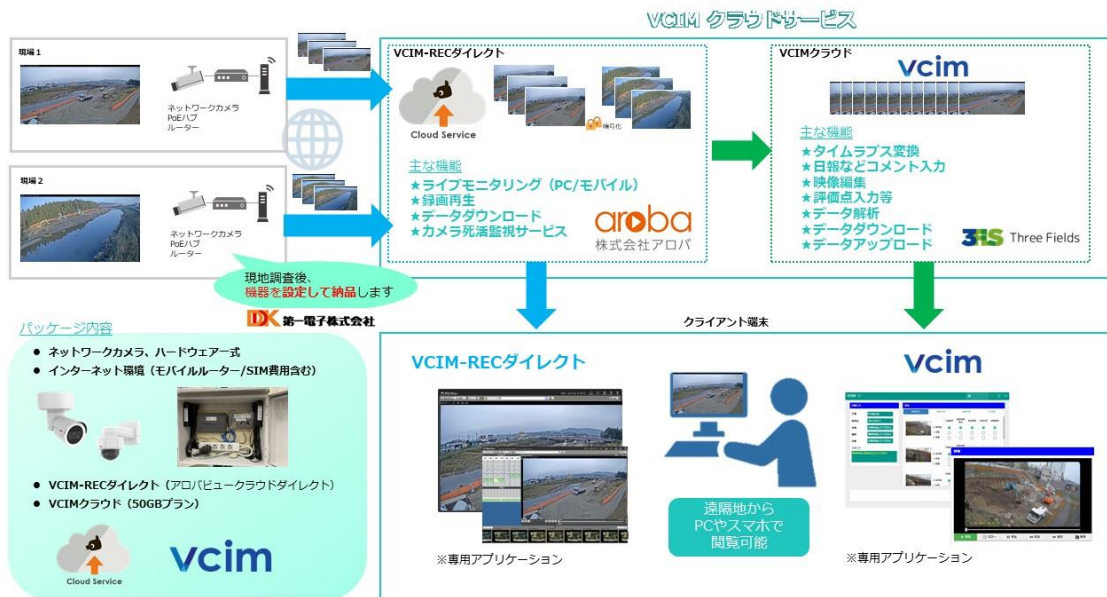 VCIM クラウドサービス
現場1
ネットワークカメラ
PoEハブ
ルーター
現場2
ネットワークカメラ
PoEハブ
ルーター
現地調査後、
機器を設定して納品します
DK 第一電子株式会社
VCIM-RECダイレクト
Cloud Service
暗号化
主な機能
★ライブモニタリング（PC/モバイル）
★録画再生
★データダウンロード
★カメラ死活監視サービス
aroba
株式会社アロバ
VCIMクラウド
vcim
主な機能
★タイムラプス変換
★日報などコメント入力
★映像編集
★評価点入力等
★データ解析
★データダウンロード
★データアップロード
Three Fields
パッケージ内容
● ネットワークカメラ、ハードウェア一式
● インターネット環境（モバイルルーター/SIM費用含む）
● VCIM-RECダイレクト（アロバビュークラウドダイレクト）
● VCIMクラウド（50GBプラン）
Cloud Service
vcim
クライアント端末
VCIM-RECダイレクト
※専用アプリケーション
遠隔地から
PCやスマホで
閲覧可能
vcim
※専用アプリケーション